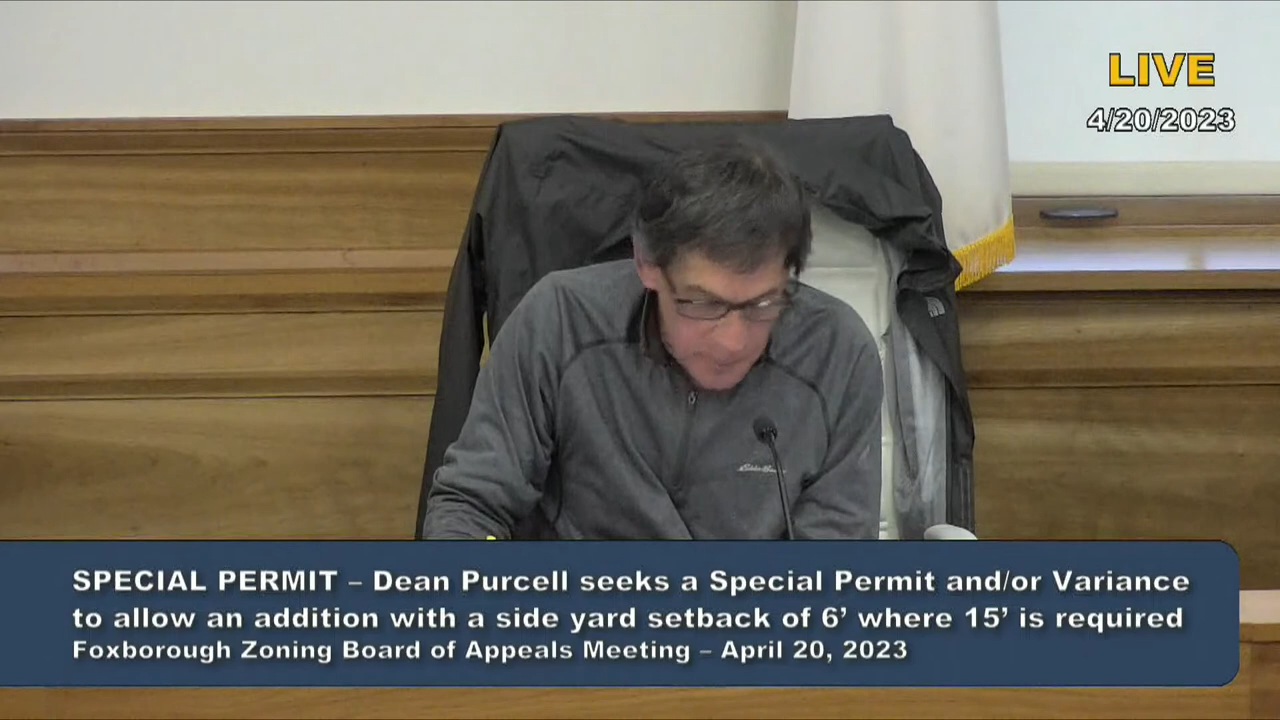 LIVE
4/20/2023
SPECIAL PERMIT – Dean Purcell seeks a Special Permit and/or Variance
to allow an addition with a side yard setback of 6’ where 15’ is required
Foxborough Zoning Board of Appeals Meeting – April 20, 2023